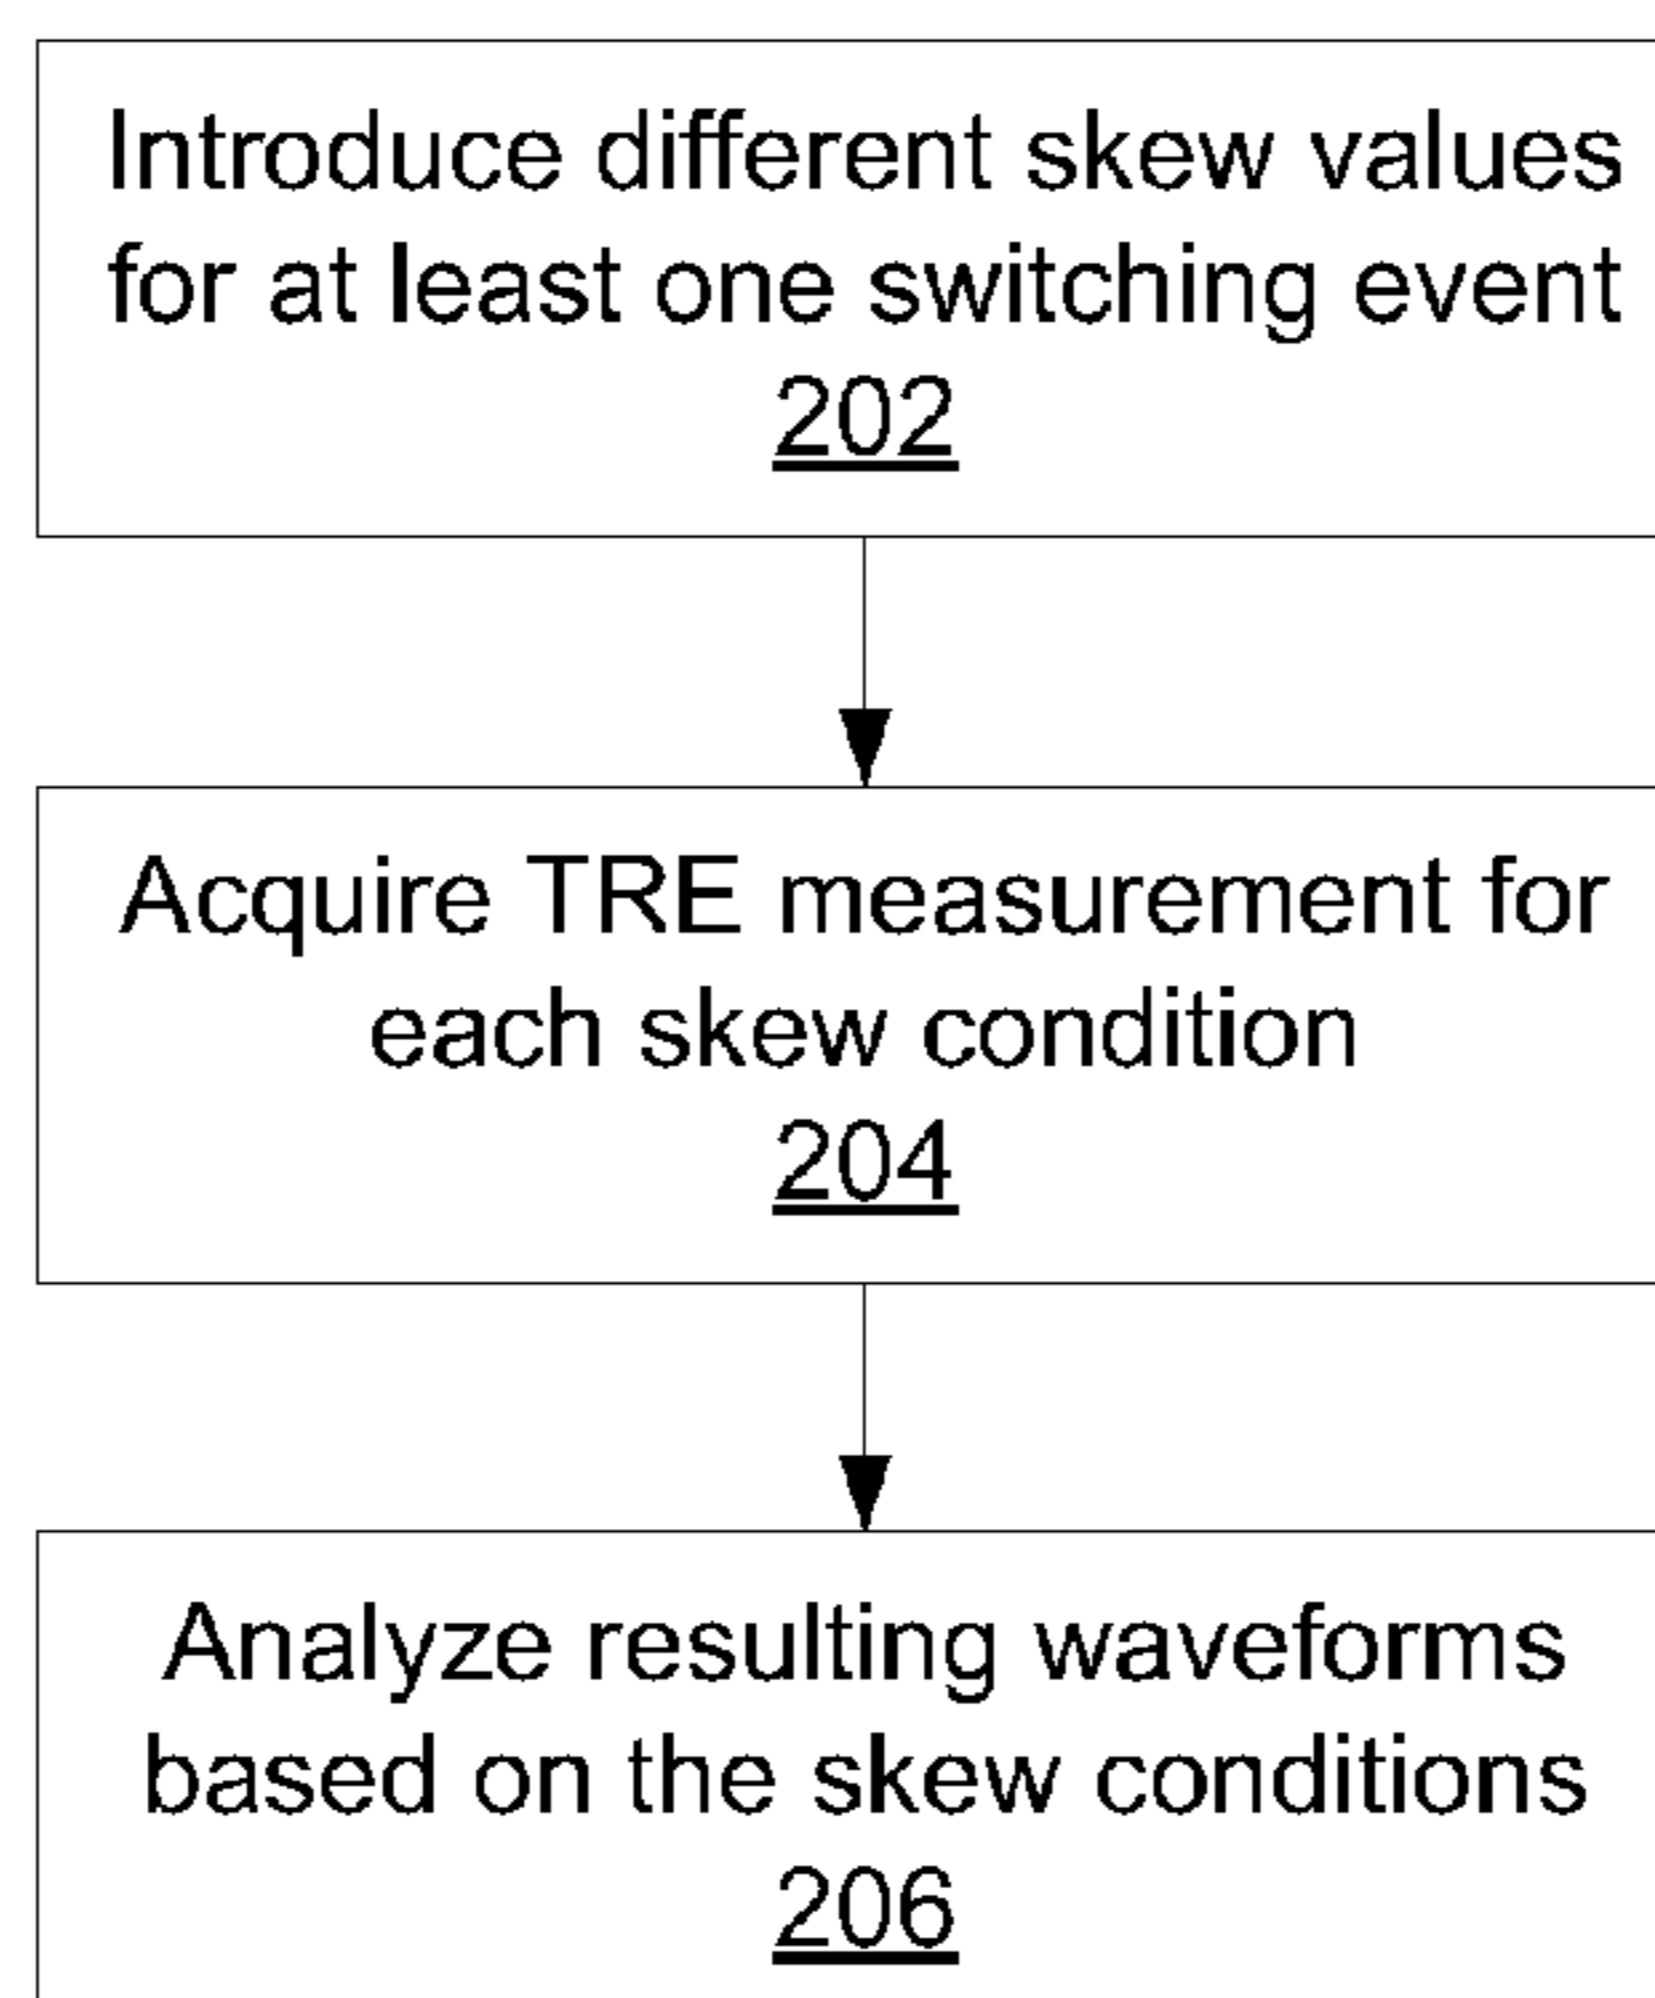 Introduce different skew values
for at least one switching event
202
Acquire TRE measurement for
each skew condition
204
Analyze resulting waveforms
based on the skew conditions
206